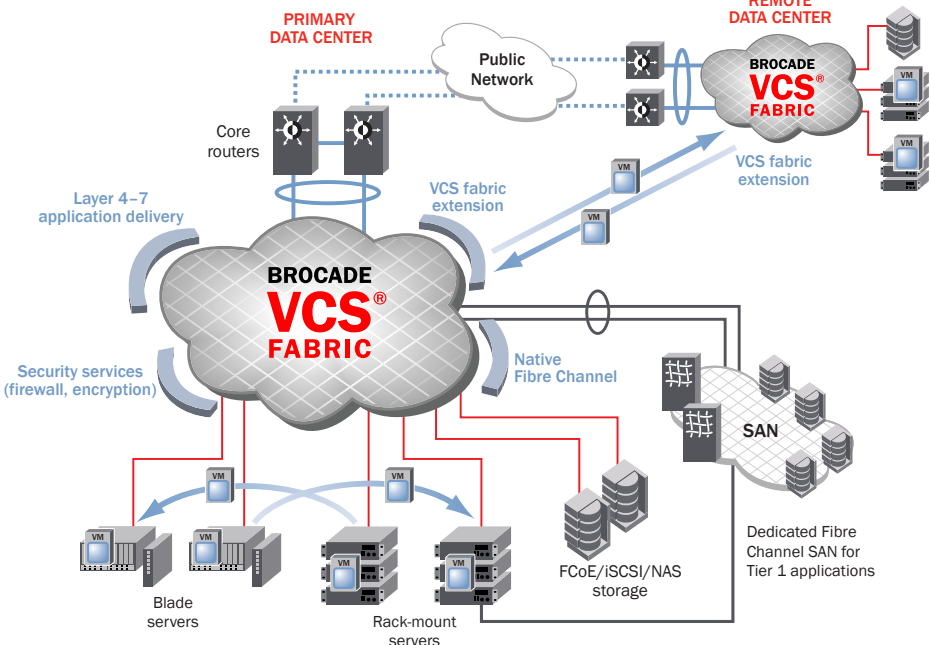 PRIMARY
DATA CENTER
REMOTE
DATA CENTER
Public
Network
BROCADE
VCS®
FABRIC
VM
VM
Core
routers
VCS fabric
extension
VM
VM
VCS fabric
extension
Layer 4–7
application delivery
BROCADE
VCS®
FABRIC
Security services
(firewall, encryption)
Native
Fibre Channel
SAN
VM
VM
VM
VM
VM
VM
Blade
servers
Rack-mount
servers
FCoE/iSCSI/NAS
storage
Dedicated Fibre
Channel SAN for
Tier 1 applications